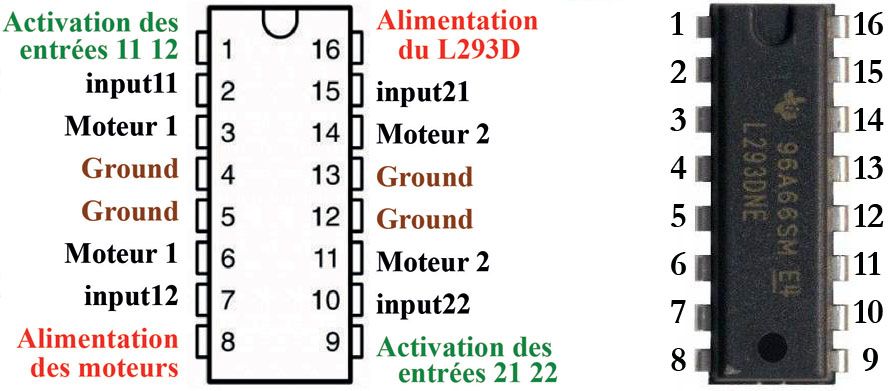 Activation des
entrées 11 12
input11
Moteur 1
Ground
Ground
Moteur 1
input12
Alimentation
des moteurs
1 16
2 15
3 14
4 13
5 12
6 11
7 10
8 9
Alimentation
du L293D
input21
Moteur 2
Ground
Ground
Moteur 2
input22
Activation des
entrées 21 22
1 16
2 15
3 14
4 13
5 12
6 11
7 10
8 9
96A66SM E4
L293DNE